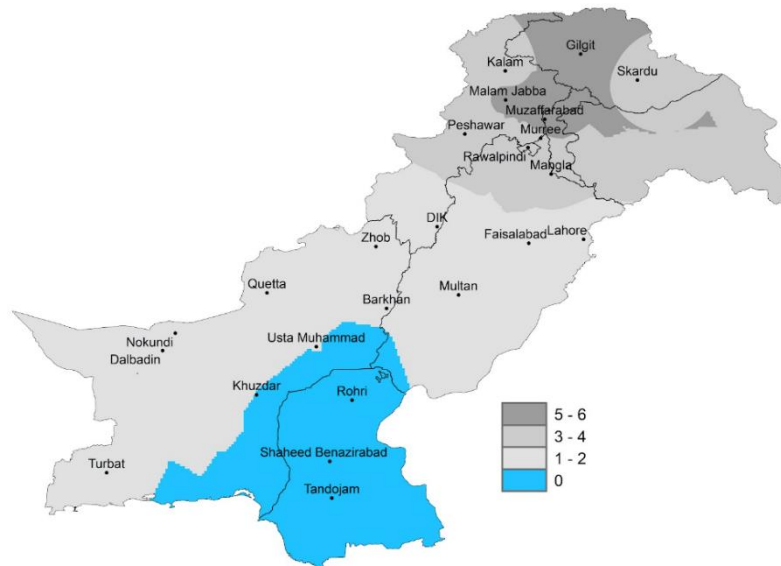 Gilgit
Kalam
Skardu
Malam Jabba
Muzaffarabad
Peshawar
Murree
Rawalpindi
Mangla
DIK
Zhob
Faisalabad
Lahore
Quetta
Multan
Barkhan
Nokundi
Usta Muhammad
Dalbadin
Khuzdar
Rohri
5 - 6
3 - 4
1 - 2
0
Shaheed Benazirabad
Turbat
Tandojam